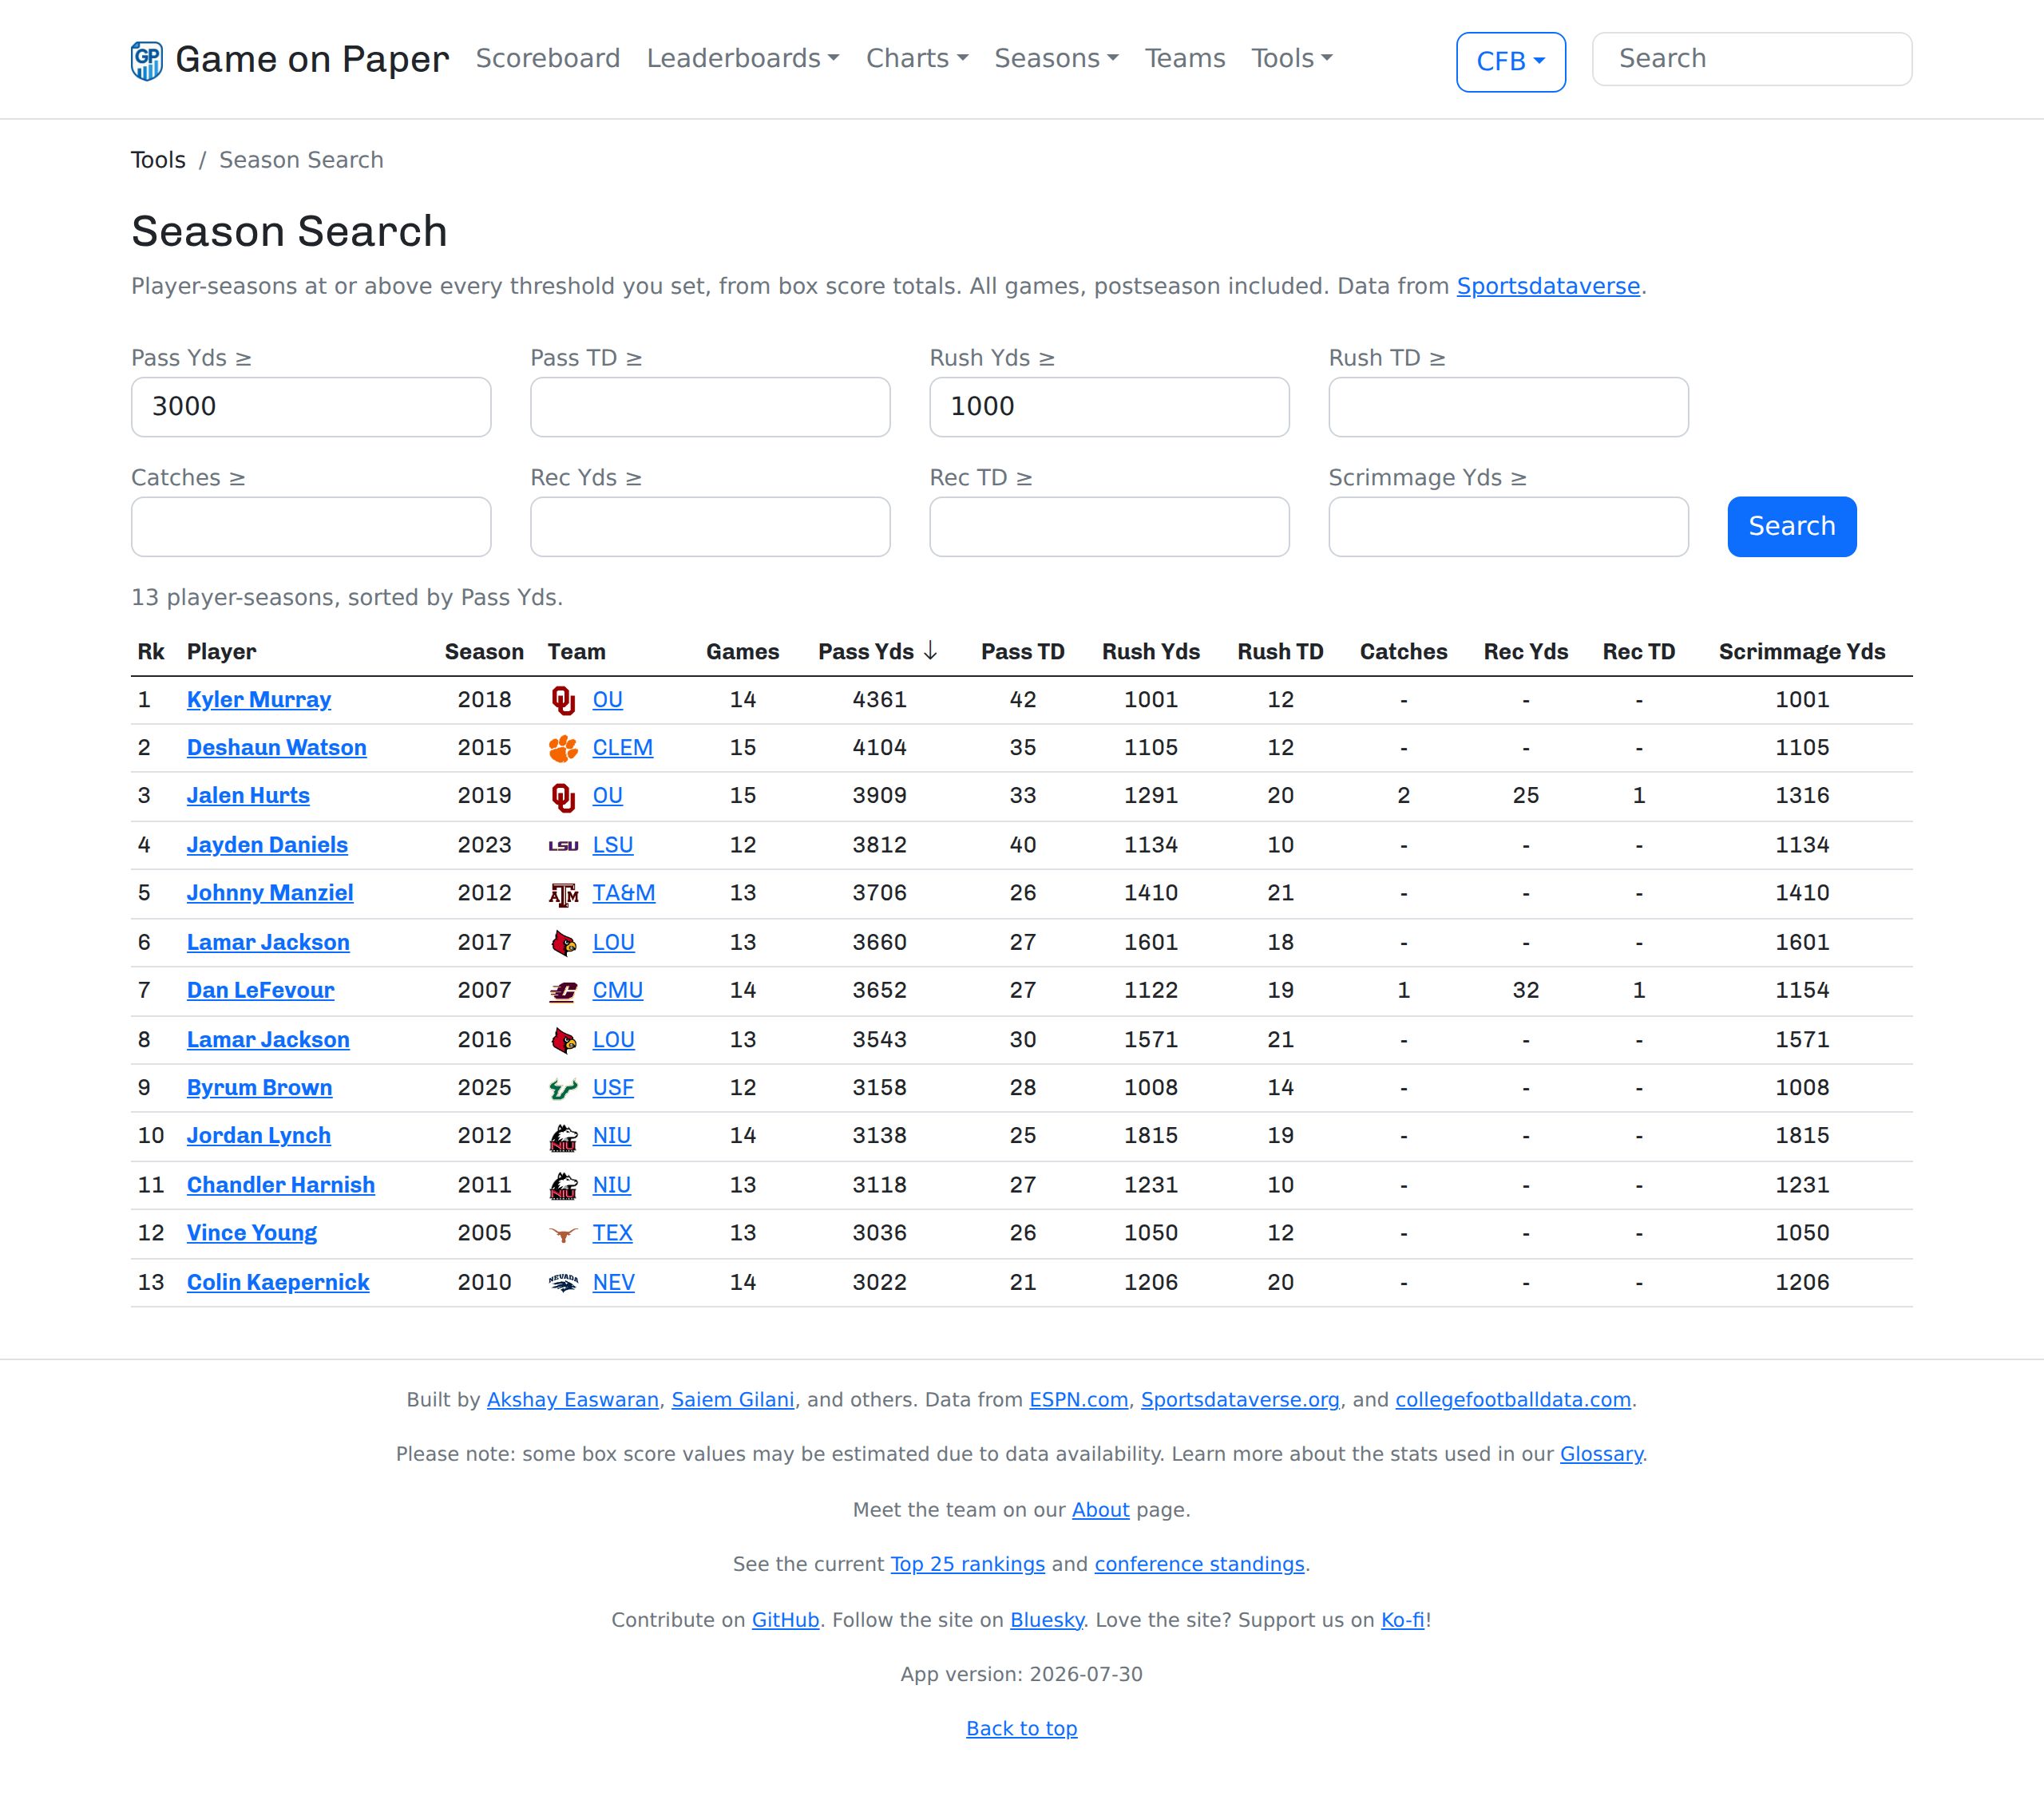 GP Game on Paper Scoreboard Leaderboards Charts Seasons Teams Tools CFB Search
Tools / Season Search
Season Search
Player-seasons at or above every threshold you set, from box score totals. All games, postseason included. Data from Sportsdataverse.
Pass Yds ≥ Pass TD ≥ Rush Yds ≥ Rush TD ≥
3000 1000
Catches ≥ Rec Yds ≥ Rec TD ≥ Scrimmage Yds ≥
Search
13 player-seasons, sorted by Pass Yds.
Rk Player Season Team Games Pass Yds ↓ Pass TD Rush Yds Rush TD Catches Rec Yds Rec TD Scrimmage Yds
1 Kyler Murray 2018 OU 14 4361 42 1001 12 - - - 1001
2 Deshaun Watson 2015 CLEM 15 4104 35 1105 12 - - - 1105
3 Jalen Hurts 2019 OU 15 3909 33 1291 20 2 25 1 1316
4 Jayden Daniels 2023 LSU LSU 12 3812 40 1134 10 - - - 1134
5 Johnny Manziel 2012 ATM TA&M 13 3706 26 1410 21 - - - 1410
6 Lamar Jackson 2017 LOU 13 3660 27 1601 18 - - - 1601
7 Dan LeFevour 2007 C CMU 14 3652 27 1122 19 1 32 1 1154
8 Lamar Jackson 2016 LOU 13 3543 30 1571 21 - - - 1571
9 Byrum Brown 2025 USF 12 3158 28 1008 14 - - - 1008
10 Jordan Lynch 2012 NIU NIU 14 3138 25 1815 19 - - - 1815
11 Chandler Harnish 2011 NIU NIU 13 3118 27 1231 10 - - - 1231
12 Vince Young 2005 TEX 13 3036 26 1050 12 - - - 1050
13 Colin Kaepernick 2010 NEVADA NEV 14 3022 21 1206 20 - - - 1206
Built by Akshay Easwaran, Saiem Gilani, and others. Data from ESPN.com, Sportsdataverse.org, and collegefootballdata.com.
Please note: some box score values may be estimated due to data availability. Learn more about the stats used in our Glossary.
Meet the team on our About page.
See the current Top 25 rankings and conference standings.
Contribute on GitHub. Follow the site on Bluesky. Love the site? Support us on Ko-fi!
App version: 2026-07-30
Back to top